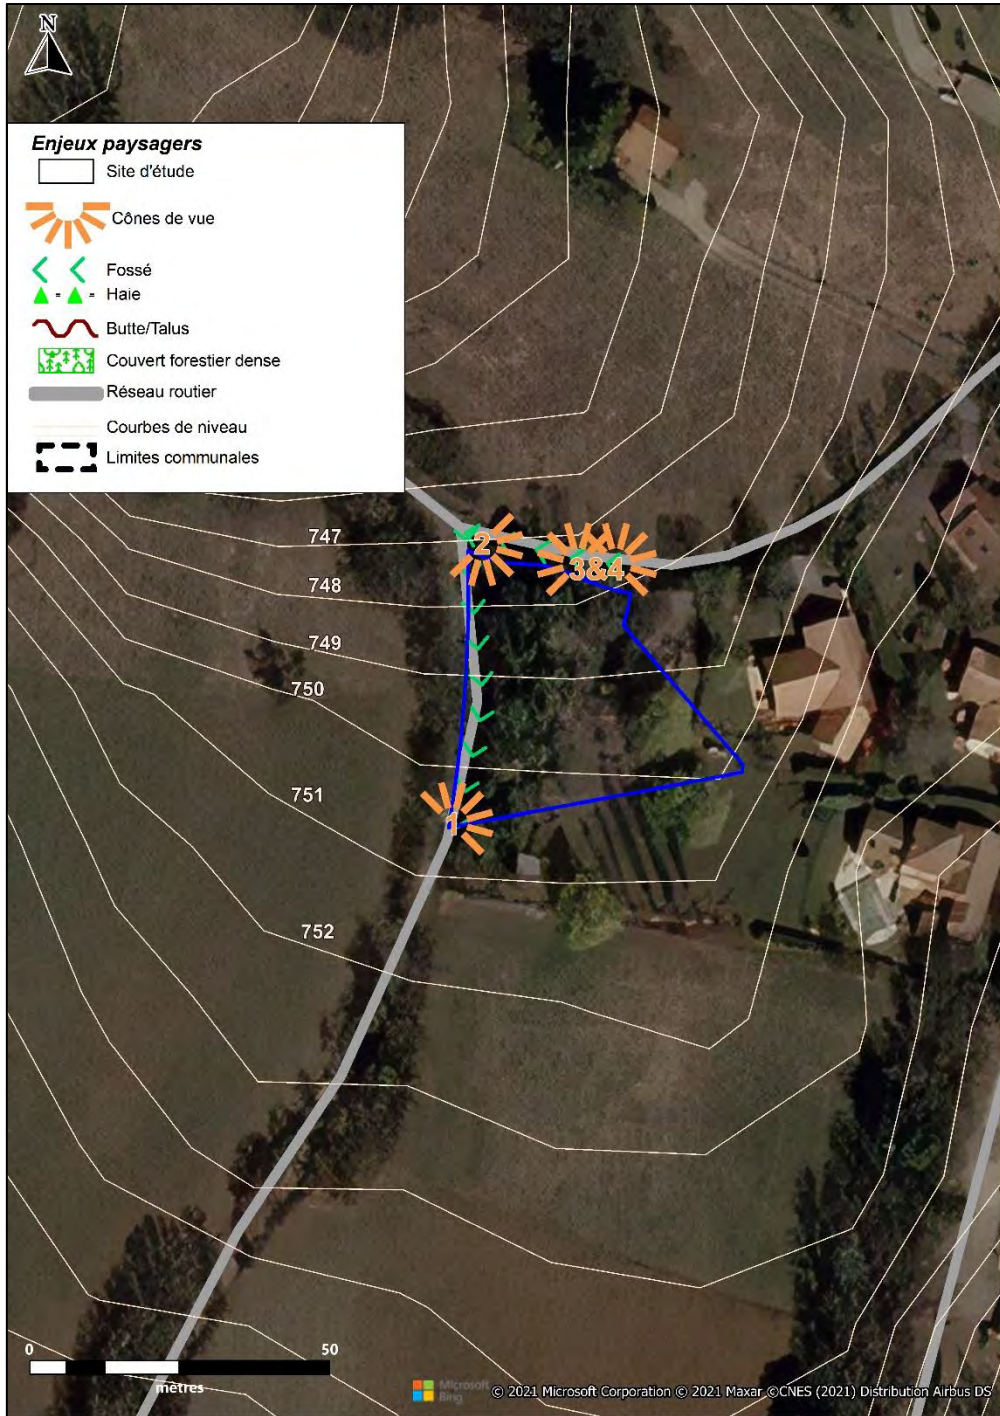 N
Enjeux paysagers
Site d'étude
Cônes de vue
Fossé
Haie
Butte/Talus
Couvert forestier dense
Réseau routier
Courbes de niveau
Limites communales
747
2
3&4
748
749
750
751
1
752
0 50
mètres
Microsoft
Bing
© 2021 Microsoft Corporation © 2021 Maxar ©CNES (2021) Distribution Airbus DS